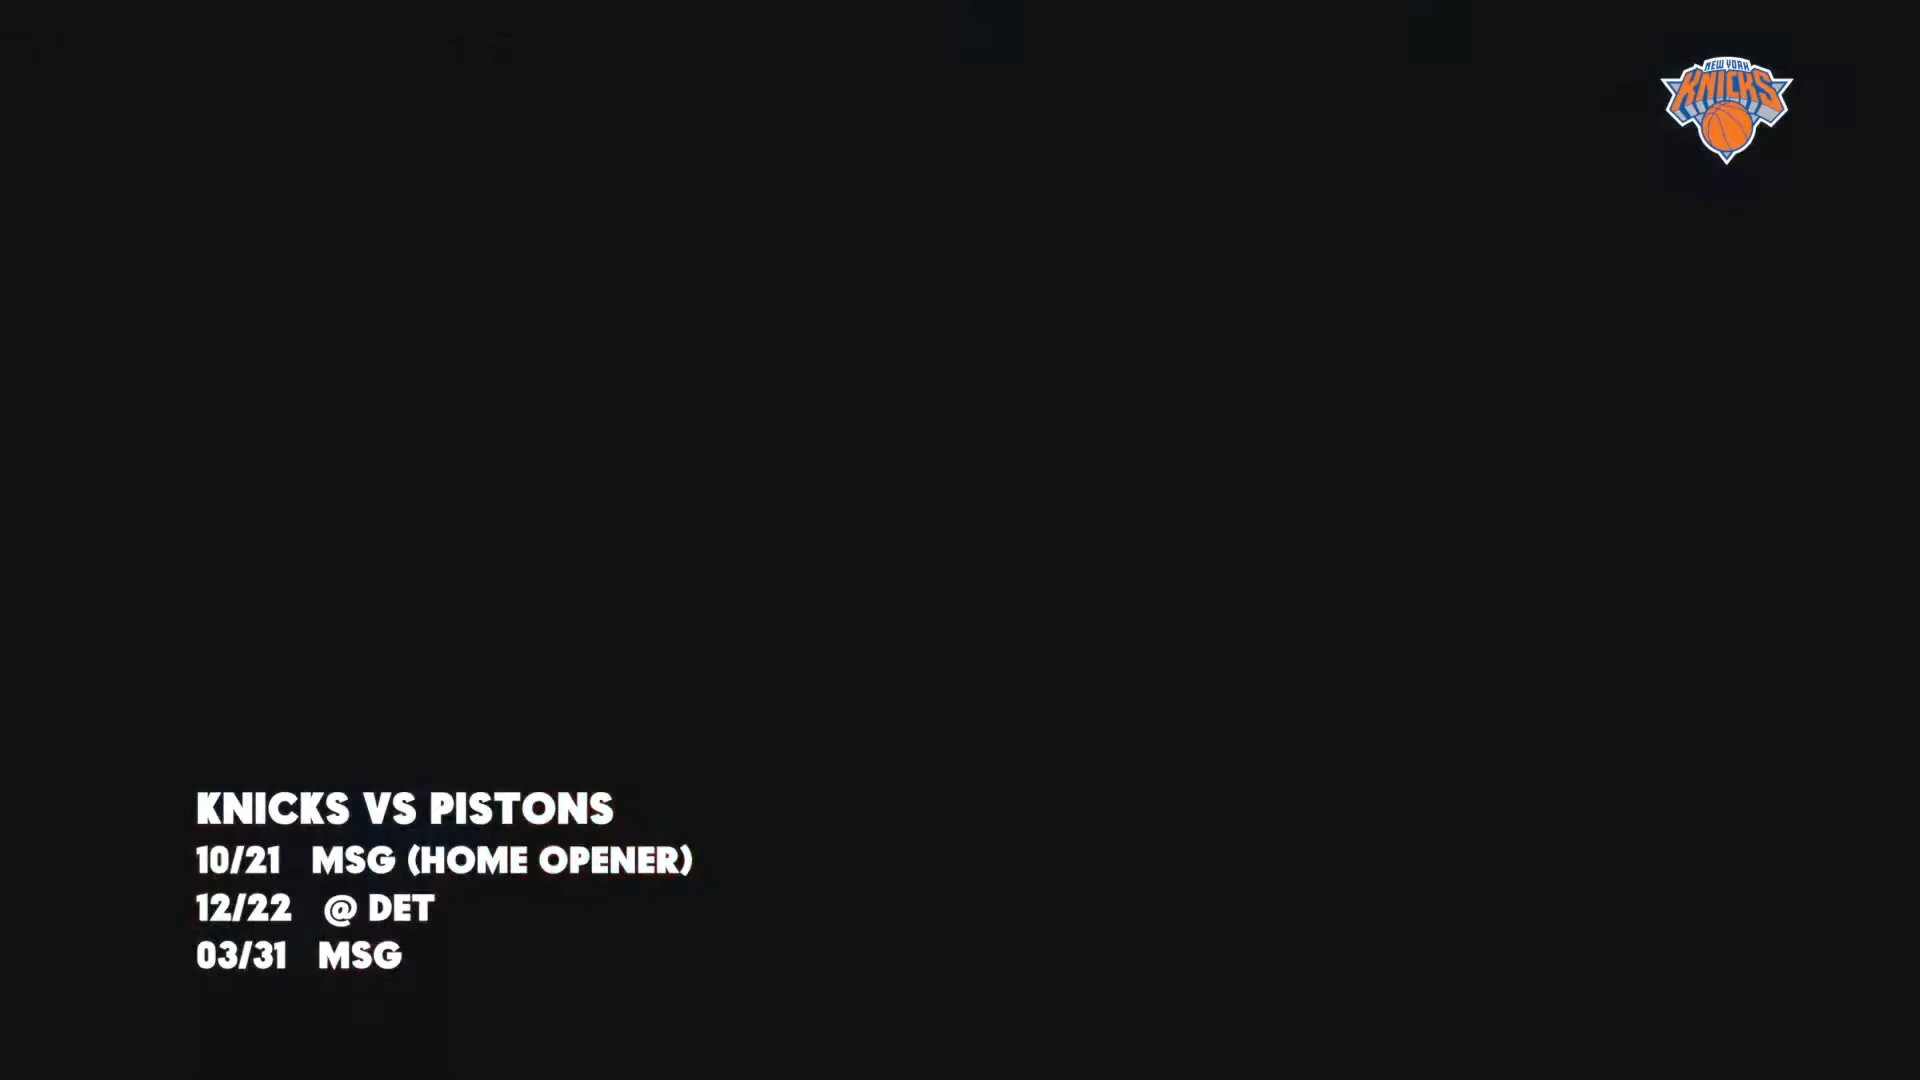 NEW YORK
KNICKS
KNICKS VS PISTONS
10/21 MSG (HOME OPENER)
12/22 @ DET
03/31 MSG